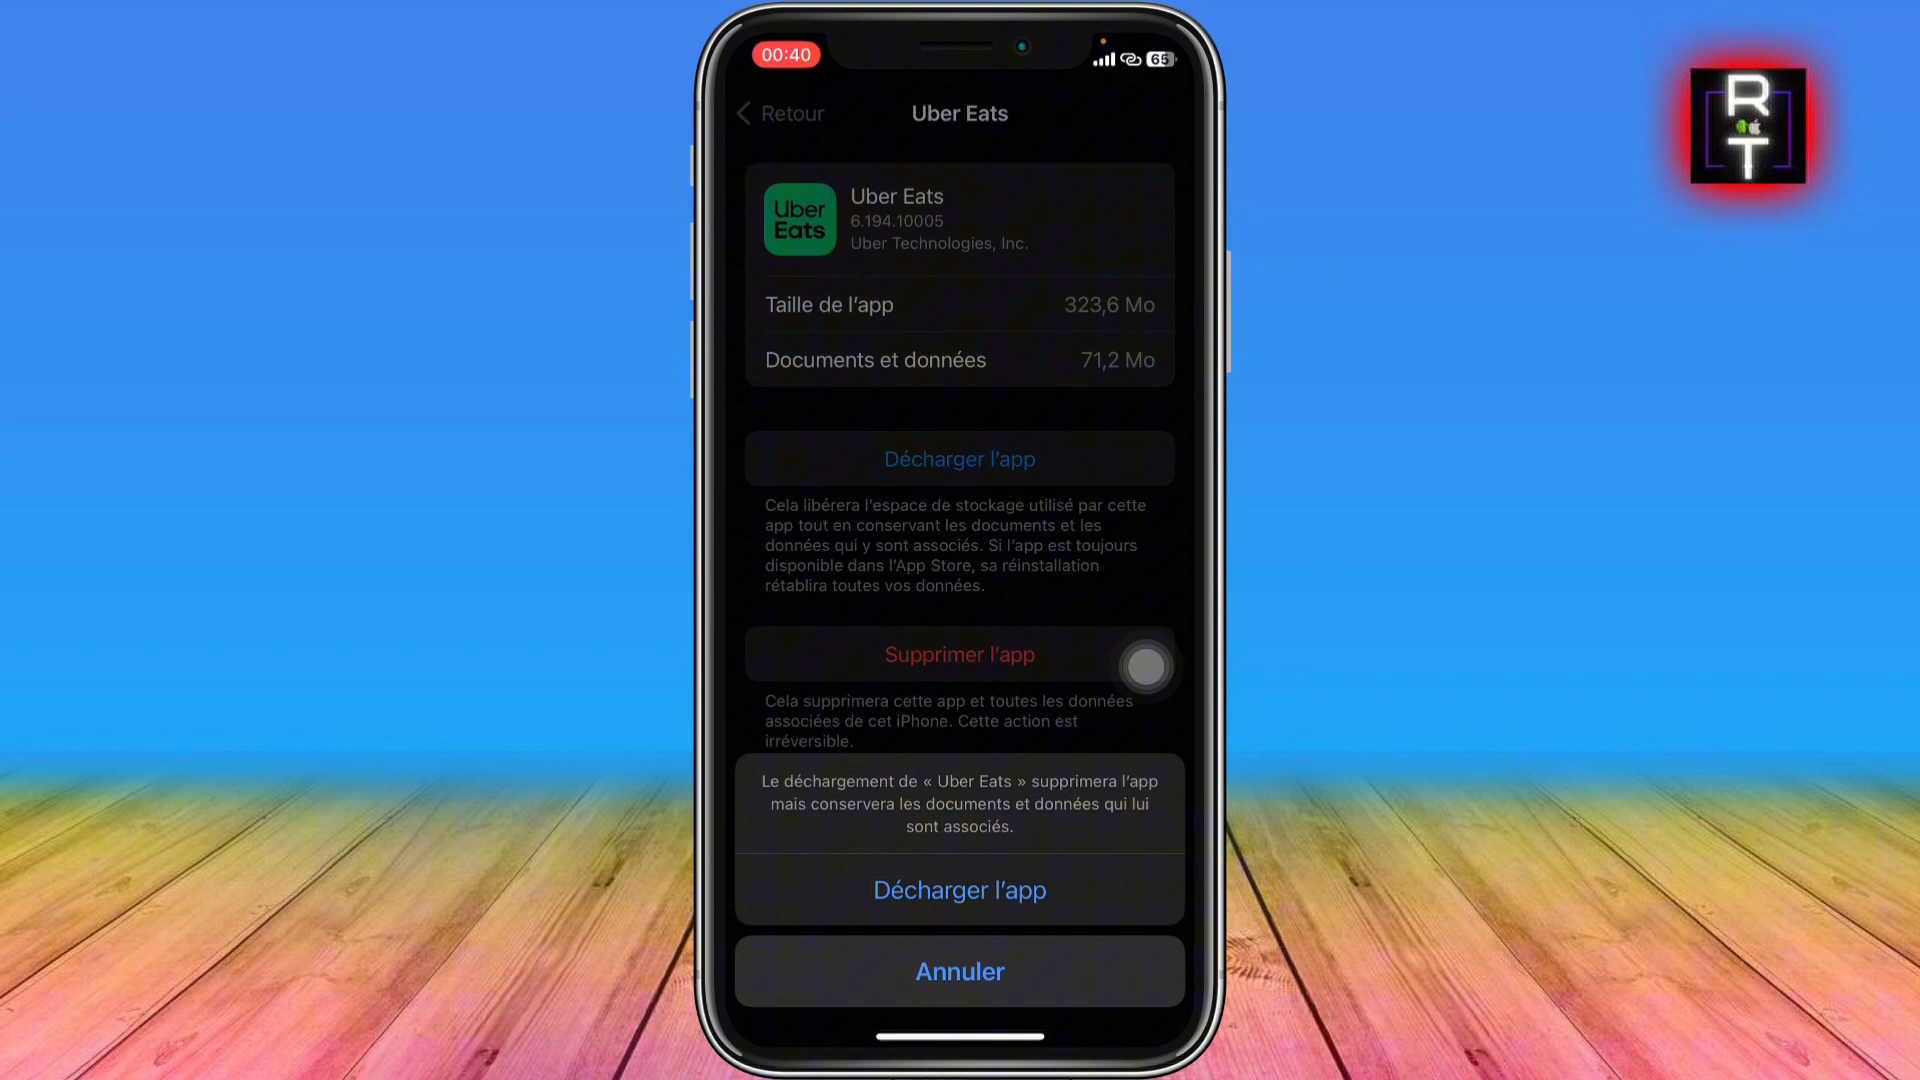 00:40
65
Retour
Uber Eats
Uber
Eats
Uber Eats
6.194.10005
Uber Technologies, Inc.
Taille de l’app
323,6 Mo
Documents et données
71,2 Mo
Décharger l’app
Cela libérera l’espace de stockage utilisé par cette
app tout en conservant les documents et les
données qui y sont associés. Si l’app est toujours
disponible dans l’App Store, sa réinstallation
rétablira toutes vos données.
Supprimer l’app
Cela supprimera cette app et toutes les données
associées de cet iPhone. Cette action est
irréversible.
Le déchargement de « Uber Eats » supprimera l’app
mais conservera les documents et données qui lui
sont associés.
Décharger l’app
Annuler
R
T